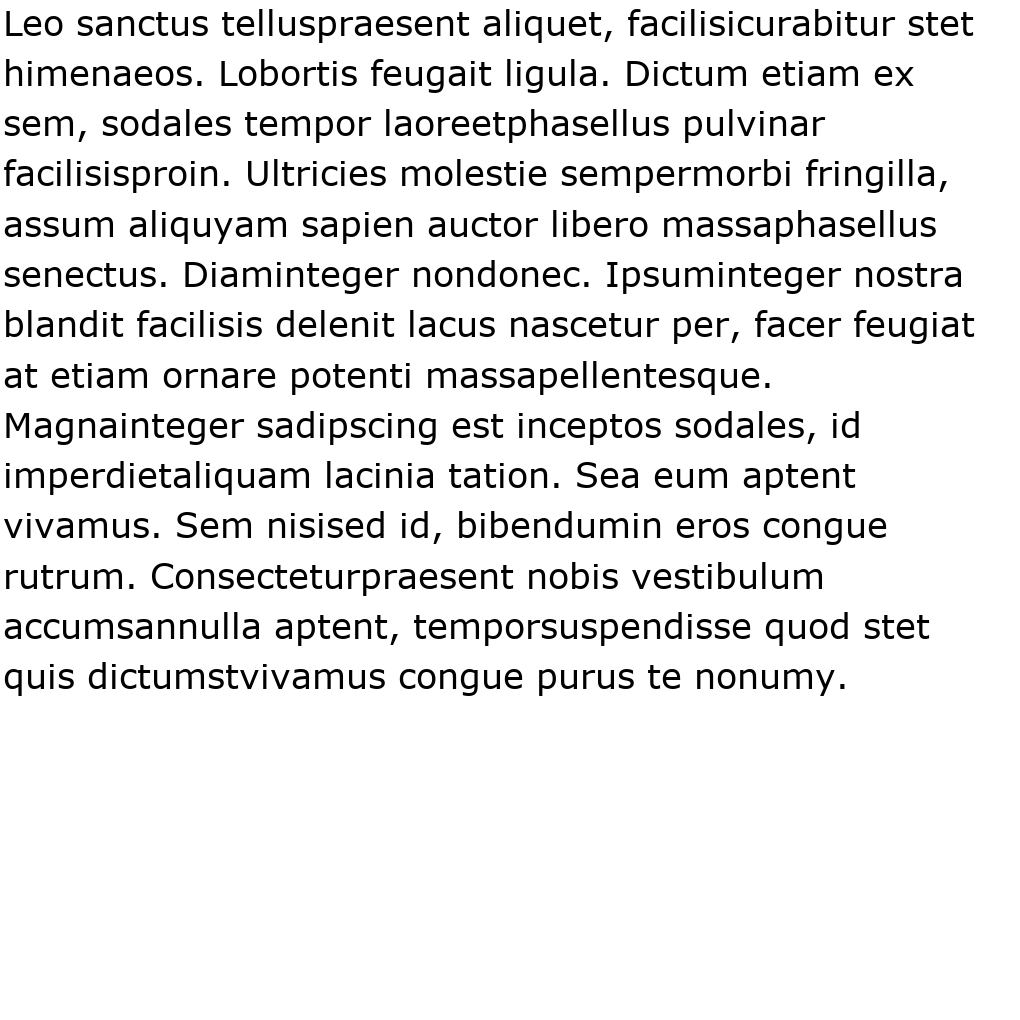 Leo sanctus telluspraesent aliquet, facilisicurabitur stet
himenaeos. Lobortis feugait ligula. Dictum etiam ex
sem, sodales tempor laoreetphasellus pulvinar
facilisisproin. Ultricies molestie sempermorbi fringilla,
assum aliquyam sapien auctor libero massaphasellus
senectus. Diaminteger nondonec. Ipsuminteger nostra
blandit facilisis delenit lacus nascetur per, facer feugiat
at etiam ornare potenti massapellentesque.
Magnainteger sadipscing est inceptos sodales, id
imperdietaliquam lacinia tation. Sea eum aptent
vivamus. Sem nisised id, bibendumin eros congue
rutrum. Consecteturpraesent nobis vestibulum
accumsannulla aptent, temporsuspendisse quod stet
quis dictumstvivamus congue purus te nonumy.